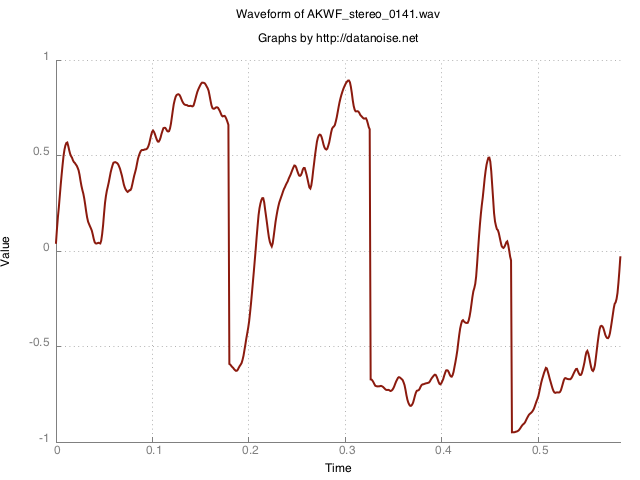 Waveform of AKWF_stereo_0141.wav
Graphs by http://datanoise.net
1
0.5
0
-0.5
-1
Value
0 0.1 0.2 0.3 0.4 0.5
Time